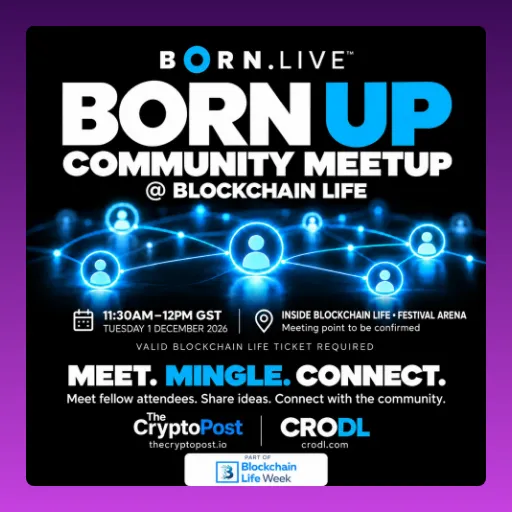 BORN.LIVE™
BORN UP
COMMUNITY MEETUP
@ BLOCKCHAIN LIFE
11:30AM–12PM GST
TUESDAY 1 DECEMBER 2026
INSIDE BLOCKCHAIN LIFE • FESTIVAL ARENA
Meeting point to be confirmed
VALID BLOCKCHAIN LIFE TICKET REQUIRED
MEET. MINGLE. CONNECT.
Meet fellow attendees. Share ideas. Connect with the community.
The
CryptoPost
thecryptopost.io
CRODL
crodl.com
PART OF
Blockchain
Life Week